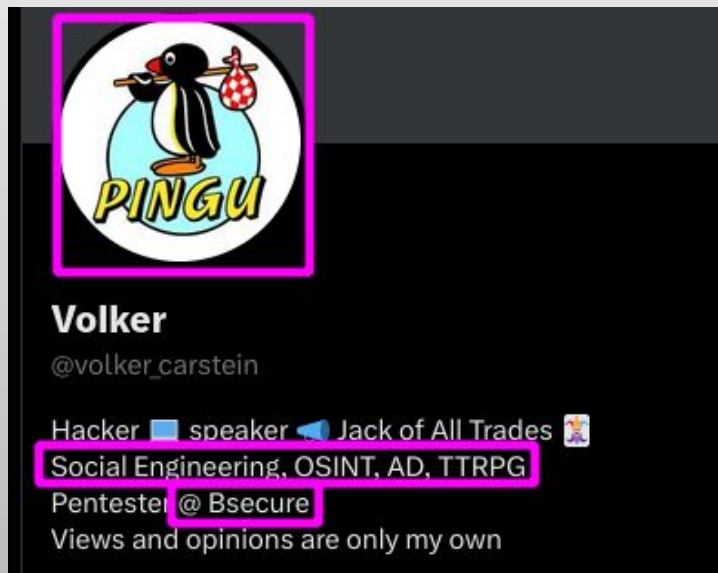 PINGU
Volker
@volker_carstein
Hacker 💻 speaker 📣 Jack of All Trades 🃏
Social Engineering, OSINT, AD, TTRPG
Pentester @ Bsecure
Views and opinions are only my own